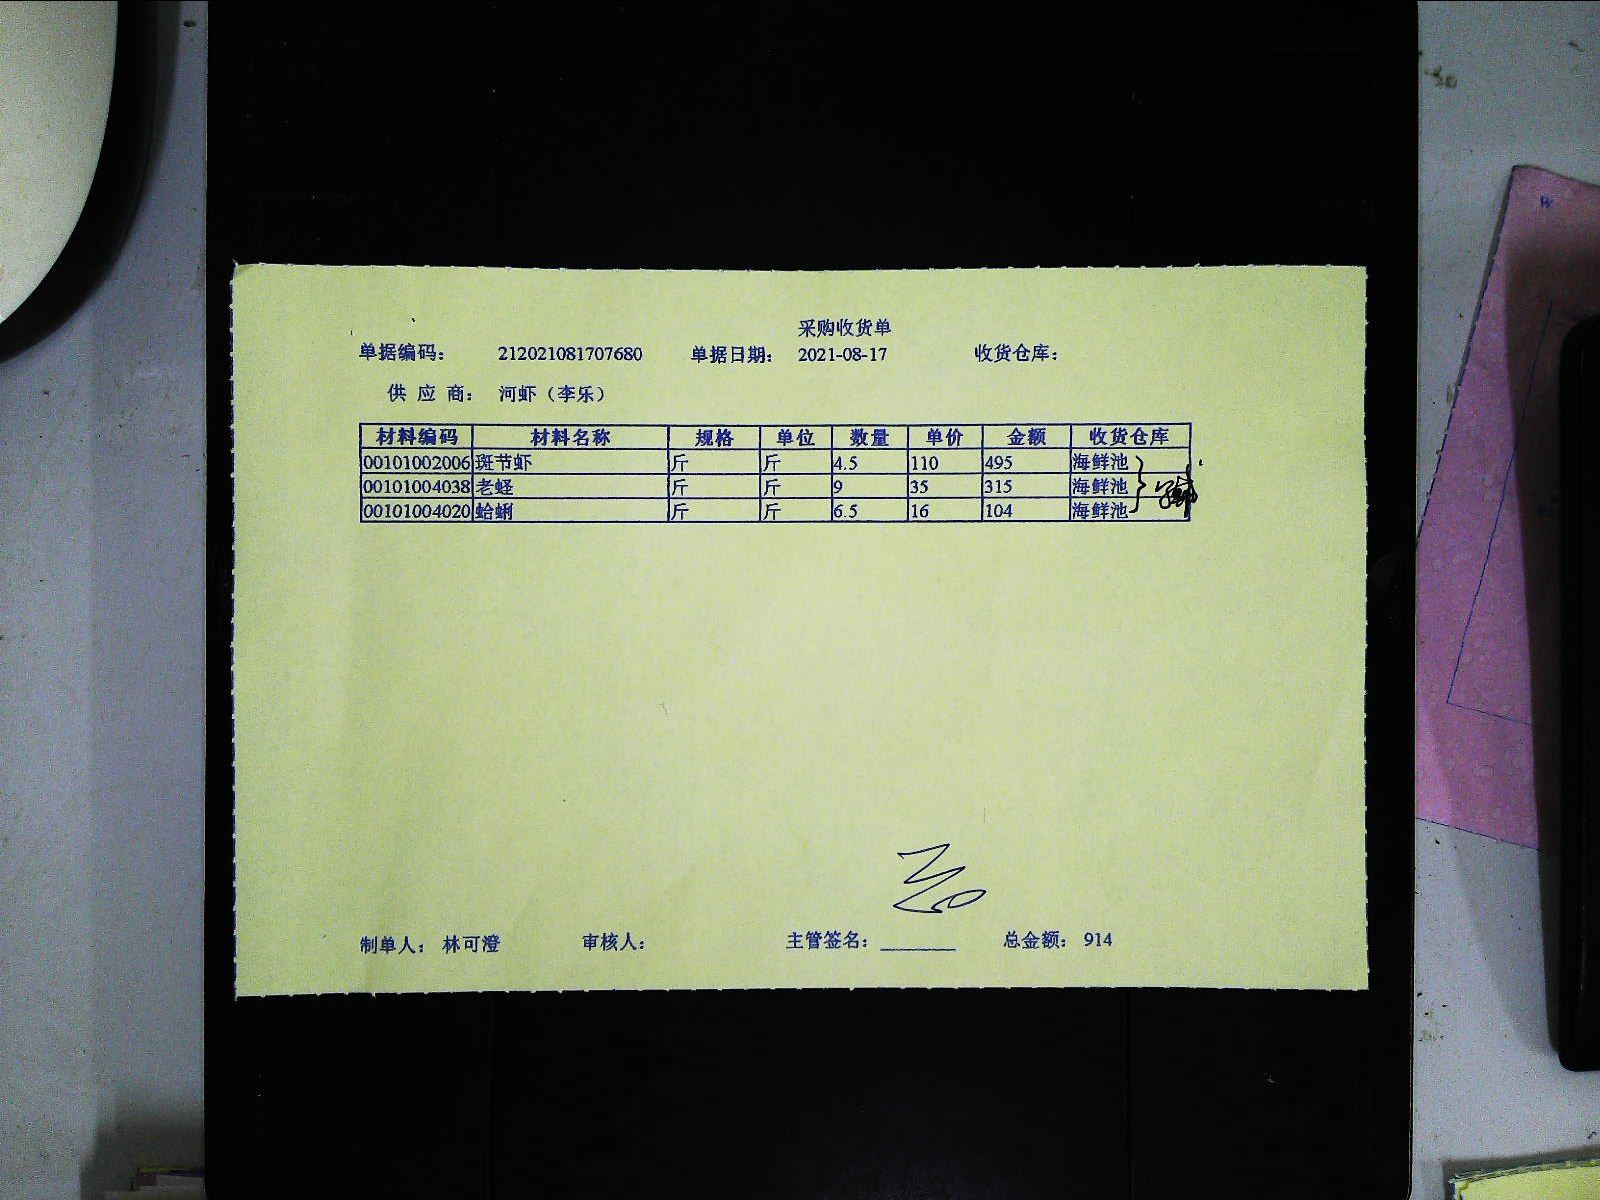 采购收货单
单据编码： 212021081707680 单据日期： 2021-08-17 收货仓库：
供 应 商： 河虾（李乐）
材料编码 材料名称 规格 单位 数量 单价 金额 收货仓库
00101002006 斑节虾 斤 斤 4.5 110 495 海鲜池
00101004038 老蛏 斤 斤 9 35 315 海鲜池
00101004020 蛤蜊 斤 斤 6.5 16 104 海鲜池
制单人： 林可澄 审核人： 主管签名： 总金额： 914